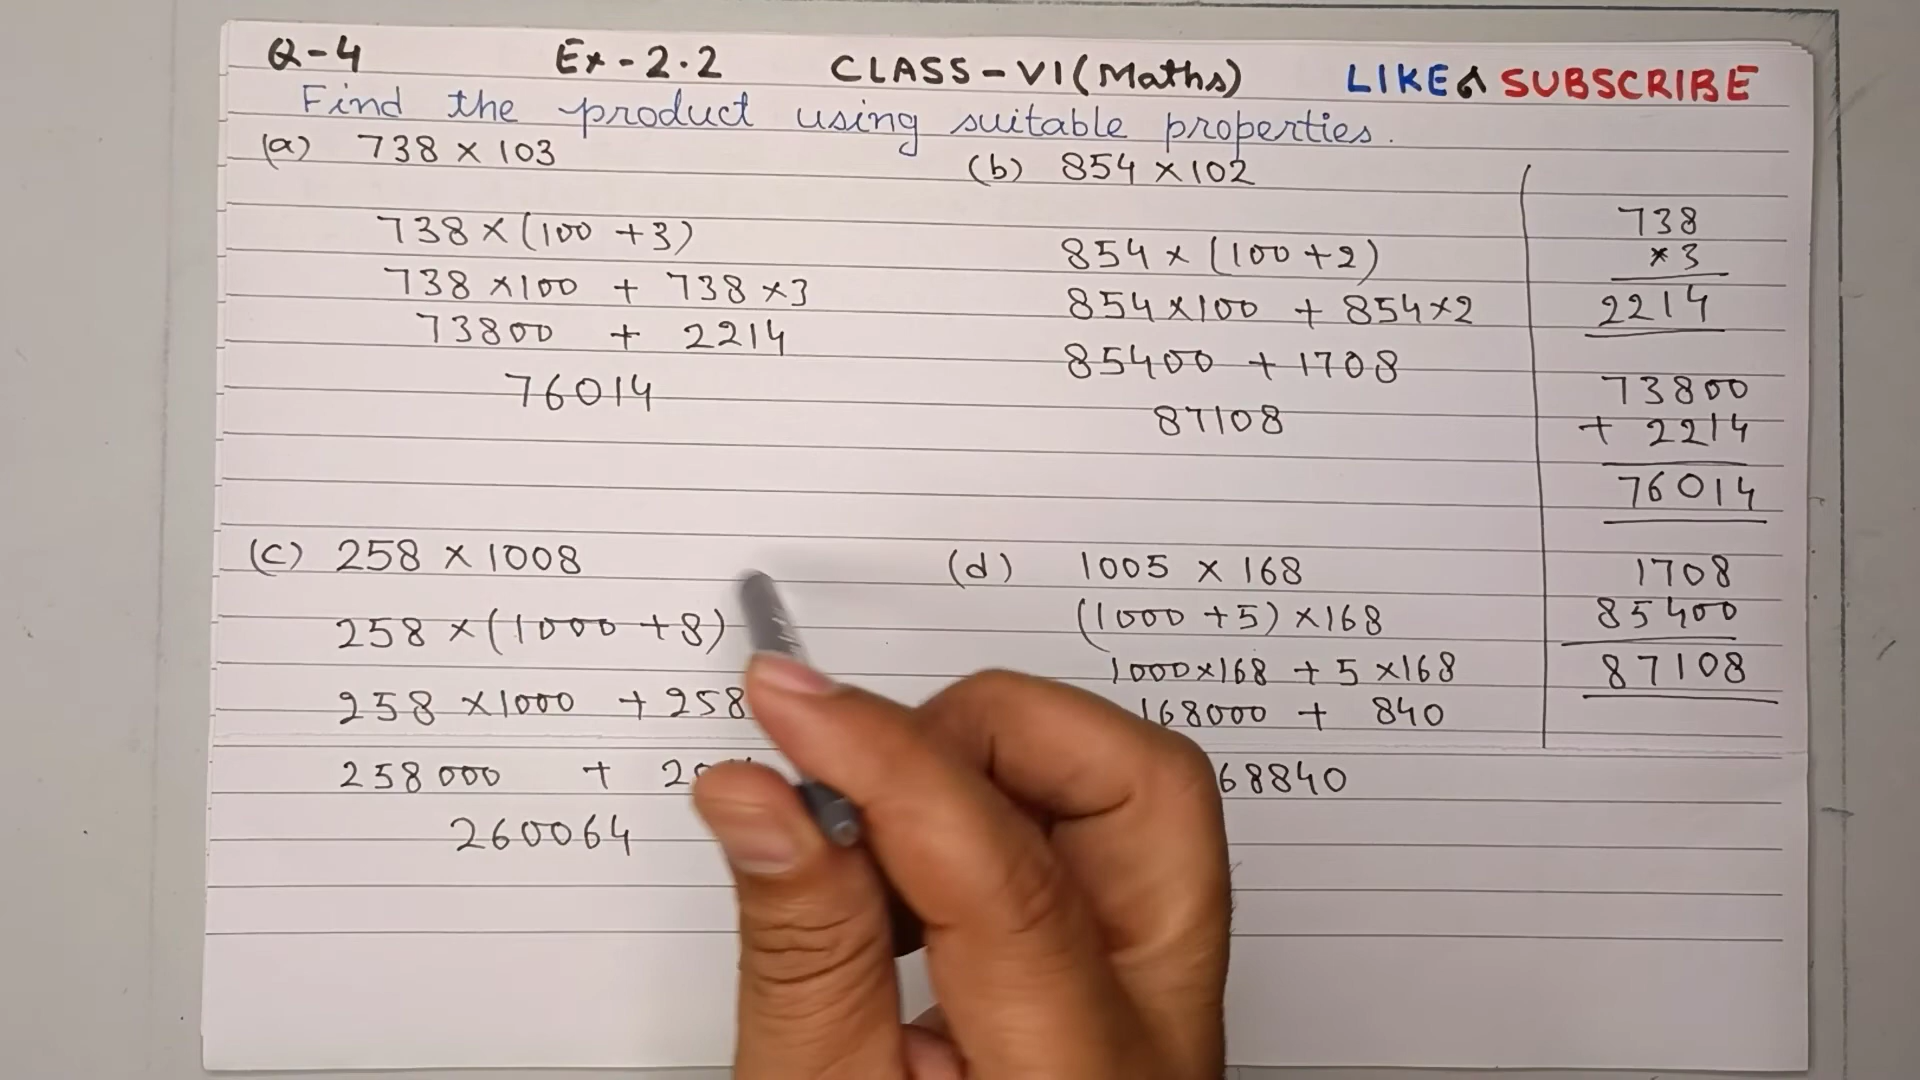 Q-4 Ex-2.2 CLASS-VI (Maths) LIKE & SUBSCRIBE
Find the product using suitable properties.
(a) 738 × 103
738 × (100 + 3)
738 × 100 + 738 × 3
73800 + 2214
76014
(b) 854 × 102
854 × (100 + 2)
854 × 100 + 854 × 2
85400 + 1708
87108
738
× 3
2214
73800
+ 2214
76014
1708
85400
87108
(c) 258 × 1008
258 × (1000 + 8)
258 × 1000 + 258
258000 +
260064
(d) 1005 × 168
(1000 + 5) × 168
1000 × 168 + 5 × 168
168000 + 840
68840